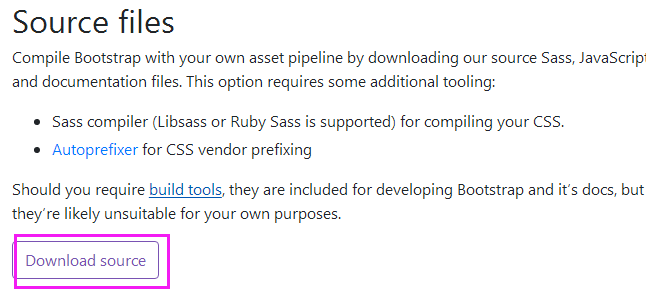 Source files
Compile Bootstrap with your own asset pipeline by downloading our source Sass, JavaScript
and documentation files. This option requires some additional tooling:
• Sass compiler (Libsass or Ruby Sass is supported) for compiling your CSS.
• Autoprefixer for CSS vendor prefixing
Should you require build tools, they are included for developing Bootstrap and it's docs, but
they're likely unsuitable for your own purposes.
Download source